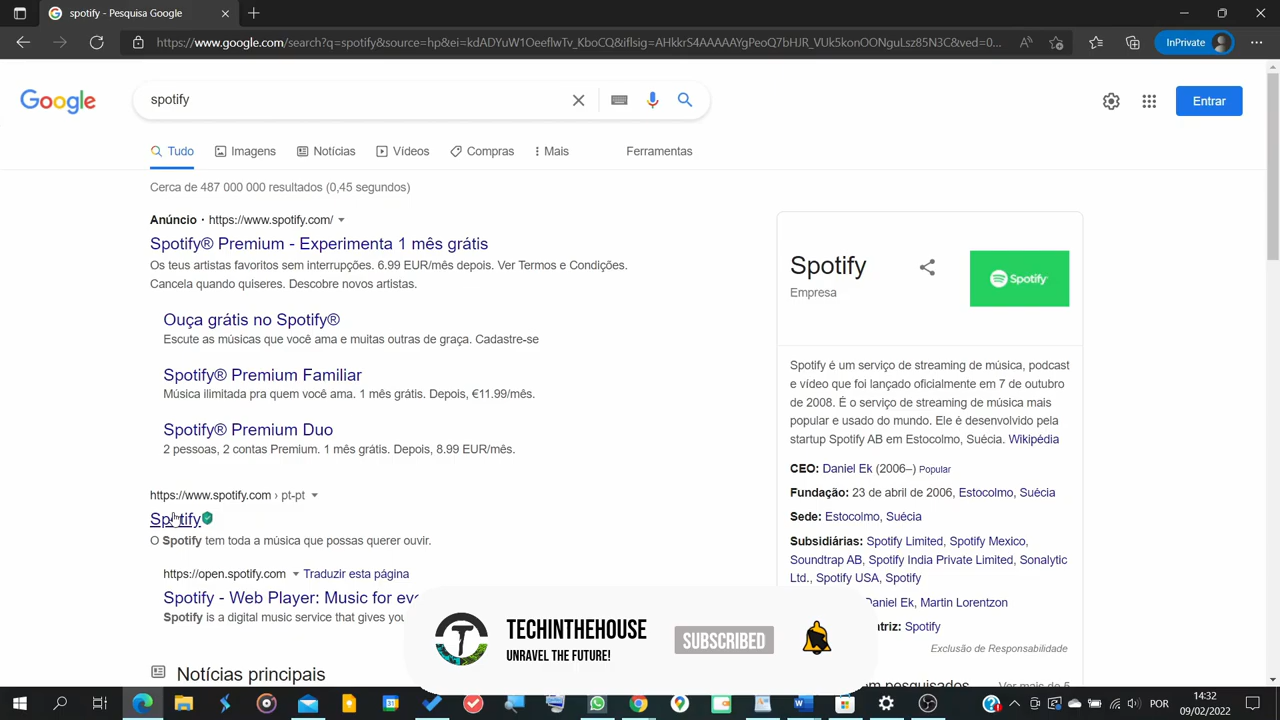 spotify - Pesquisa Google
https://www.google.com/search?q=spotify&source=hp&ei=kdADYuW1OeeflwTv_KboCQ&iflsig=AHkkrS4AAAAAYgPeoQ7bHJR_VUk5konOONguLsz85N3C&ved=0...
InPrivate
Google
spotify
Entrar
Tudo
Imagens
Notícias
Vídeos
Compras
Mais
Ferramentas
Cerca de 487 000 000 resultados (0,45 segundos)
Anúncio · https://www.spotify.com/
Spotify® Premium - Experimenta 1 mês grátis
Os teus artistas favoritos sem interrupções. 6.99 EUR/mês depois. Ver Termos e Condições.
Cancela quando quiseres. Descobre novos artistas.
Ouça grátis no Spotify®
Escute as músicas que você ama e muitas outras de graça. Cadastre-se
Spotify® Premium Familiar
Música ilimitada pra quem você ama. 1 mês grátis. Depois, €11.99/mês.
Spotify® Premium Duo
2 pessoas, 2 contas Premium. 1 mês grátis. Depois, 8.99 EUR/mês.
https://www.spotify.com › pt-pt
Spotify
O Spotify tem toda a música que possas querer ouvir.
https://open.spotify.com
Traduzir esta página
Spotify - Web Player: Music for
Spotify is a digital music service that gives you
Notícias principais
Spotify
Empresa
Spotify
Spotify é um serviço de streaming de música, podcast
e vídeo que foi lançado oficialmente em 7 de outubro
de 2008. É o serviço de streaming de música mais
popular e usado do mundo. Ele é desenvolvido pela
startup Spotify AB em Estocolmo, Suécia. Wikipédia
CEO: Daniel Ek (2006–) Popular
Fundação: 23 de abril de 2006, Estocolmo, Suécia
Sede: Estocolmo, Suécia
Subsidiárias: Spotify Limited, Spotify Mexico,
Soundtrap AB, Spotify India Private Limited, Sonalytic
Ltd., Spotify USA, Spotify
Daniel Ek, Martin Lorentzon
Spotify
Exclusão de Responsabilidade
pesquisados
Ver mais de 5
TECHINTHEHOUSE
UNRAVEL THE FUTURE!
SUBSCRIBED
POR
14:32
09/02/2022